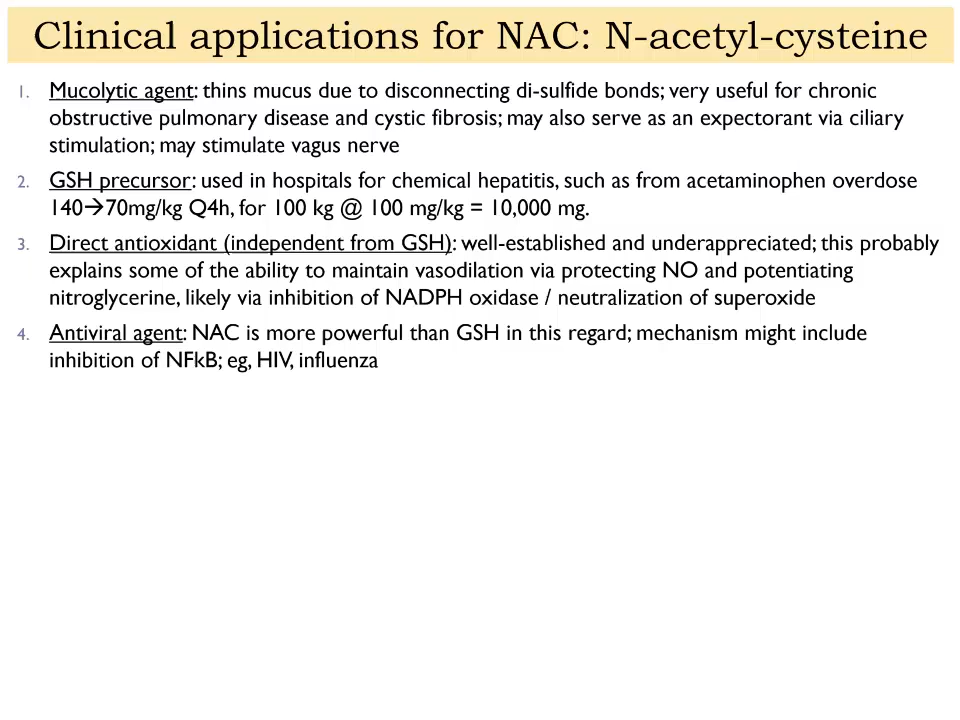 Clinical applications for NAC: N-acetyl-cysteine
1. Mucolytic agent: thins mucus due to disconnecting di-sulfide bonds; very useful for chronic
obstructive pulmonary disease and cystic fibrosis; may also serve as an expectorant via ciliary
stimulation; may stimulate vagus nerve
2. GSH precursor: used in hospitals for chemical hepatitis, such as from acetaminophen overdose
140→70mg/kg Q4h, for 100 kg @ 100 mg/kg = 10,000 mg.
3. Direct antioxidant (independent from GSH): well-established and underappreciated; this probably
explains some of the ability to maintain vasodilation via protecting NO and potentiating
nitroglycerine, likely via inhibition of NADPH oxidase / neutralization of superoxide
4. Antiviral agent: NAC is more powerful than GSH in this regard; mechanism might include
inhibition of NFkB; eg, HIV, influenza